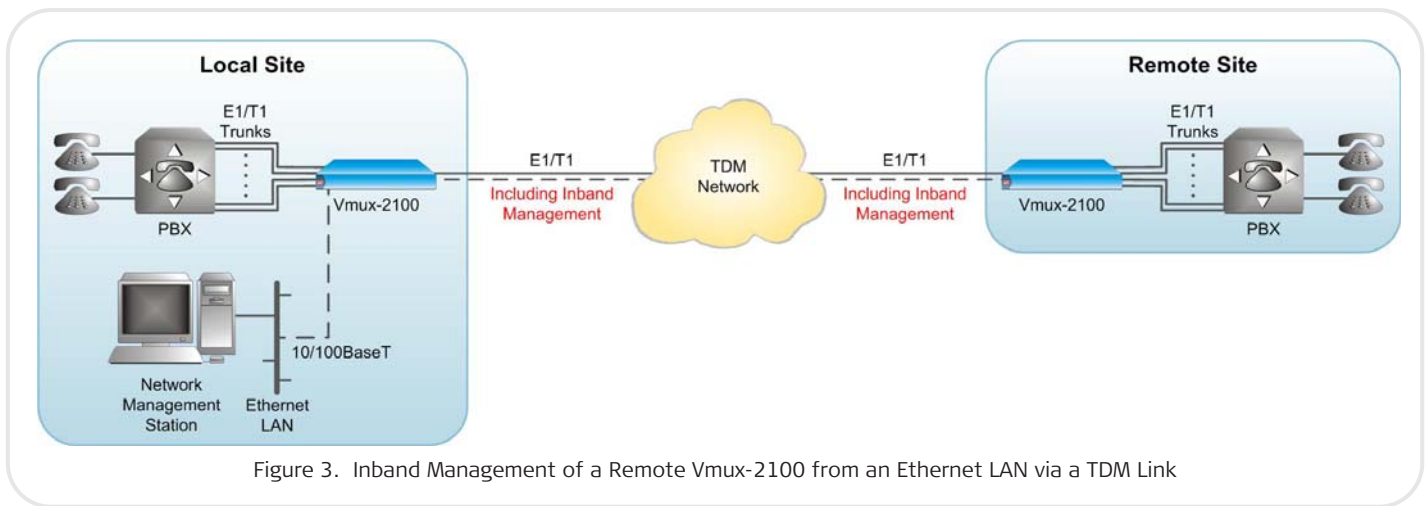 Local Site
E1/T1
Trunks
PBX
Vmux-2100
10/100BaseT
Network
Management
Station
Ethernet
LAN
E1/T1
Including Inband
Management
TDM
Network
E1/T1
Including Inband
Management
Remote Site
E1/T1
Trunks
Vmux-2100
PBX
Figure 3. Inband Management of a Remote Vmux-2100 from an Ethernet LAN via a TDM Link